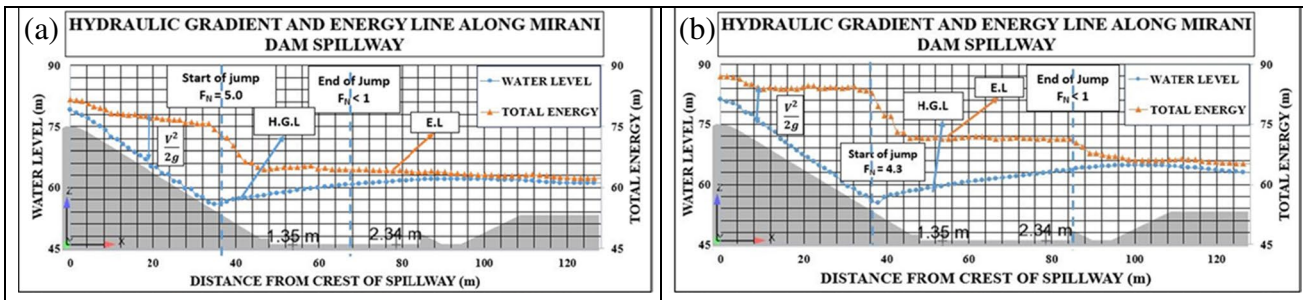 (a)
HYDRAULIC GRADIENT AND ENERGY LINE ALONG MIRANI
DAM SPILLWAY
90
75
60
45
WATER LEVEL (m)
Start of jump
F_N = 5.0
End of Jump
F_N < 1
WATER LEVEL
TOTAL ENERGY
H.G.L
E.L
V²
2g
Z
X
1.35 m
2.34 m
90
75
60
45
TOTAL ENERGY (m)
0 20 40 60 80 100 120
DISTANCE FROM CREST OF SPILLWAY (m)
(b)
HYDRAULIC GRADIENT AND ENERGY LINE ALONG MIRANI
DAM SPILLWAY
90
75
60
45
WATER LEVEL (m)
E.L
End of Jump
F_N < 1
WATER LEVEL
TOTAL ENERGY
H.G.L
V²
2g
Start of jump
F_N = 4.3
Z
X
1.35 m
2.34 m
90
75
60
45
TOTAL ENERGY (m)
0 20 40 60 80 100 120
DISTANCE FROM CREST OF SPILLWAY (m)